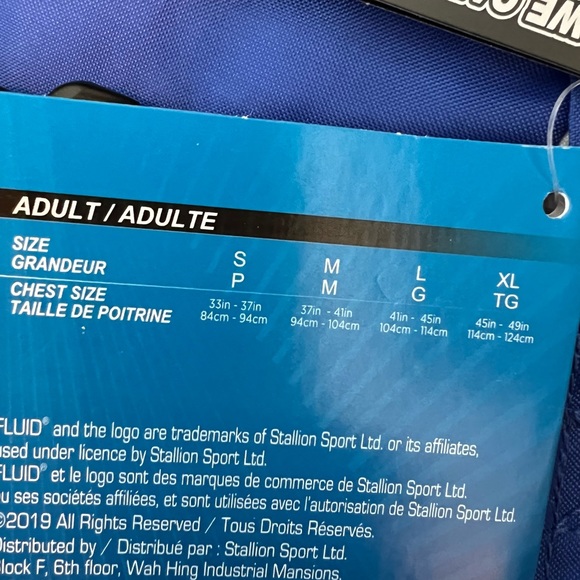 WE O
ADULT / ADULTE
SIZE S M L XL
GRANDEUR P M G TG
CHEST SIZE 33in - 37in 37in - 41in 41in - 45in 45in - 49in
TAILLE DE POITRINE 84cm - 94cm 94cm - 104cm 104cm - 114cm 114cm - 124cm
FLUID® and the logo are trademarks of Stallion Sport Ltd. or its affiliates,
used under licence by Stallion Sport Ltd.
FLUID® et le logo sont des marques de commerce de Stallion Sport Ltd.
ou ses sociétés affiliées, et sont utilisées avec l'autorisation de Stallion Sport Ltd.
©2019 All Rights Reserved / Tous Droits Réservés.
Distributed by / Distribué par : Stallion Sport Ltd.
Block F, 6th floor, Wah Hing Industrial Mansions,